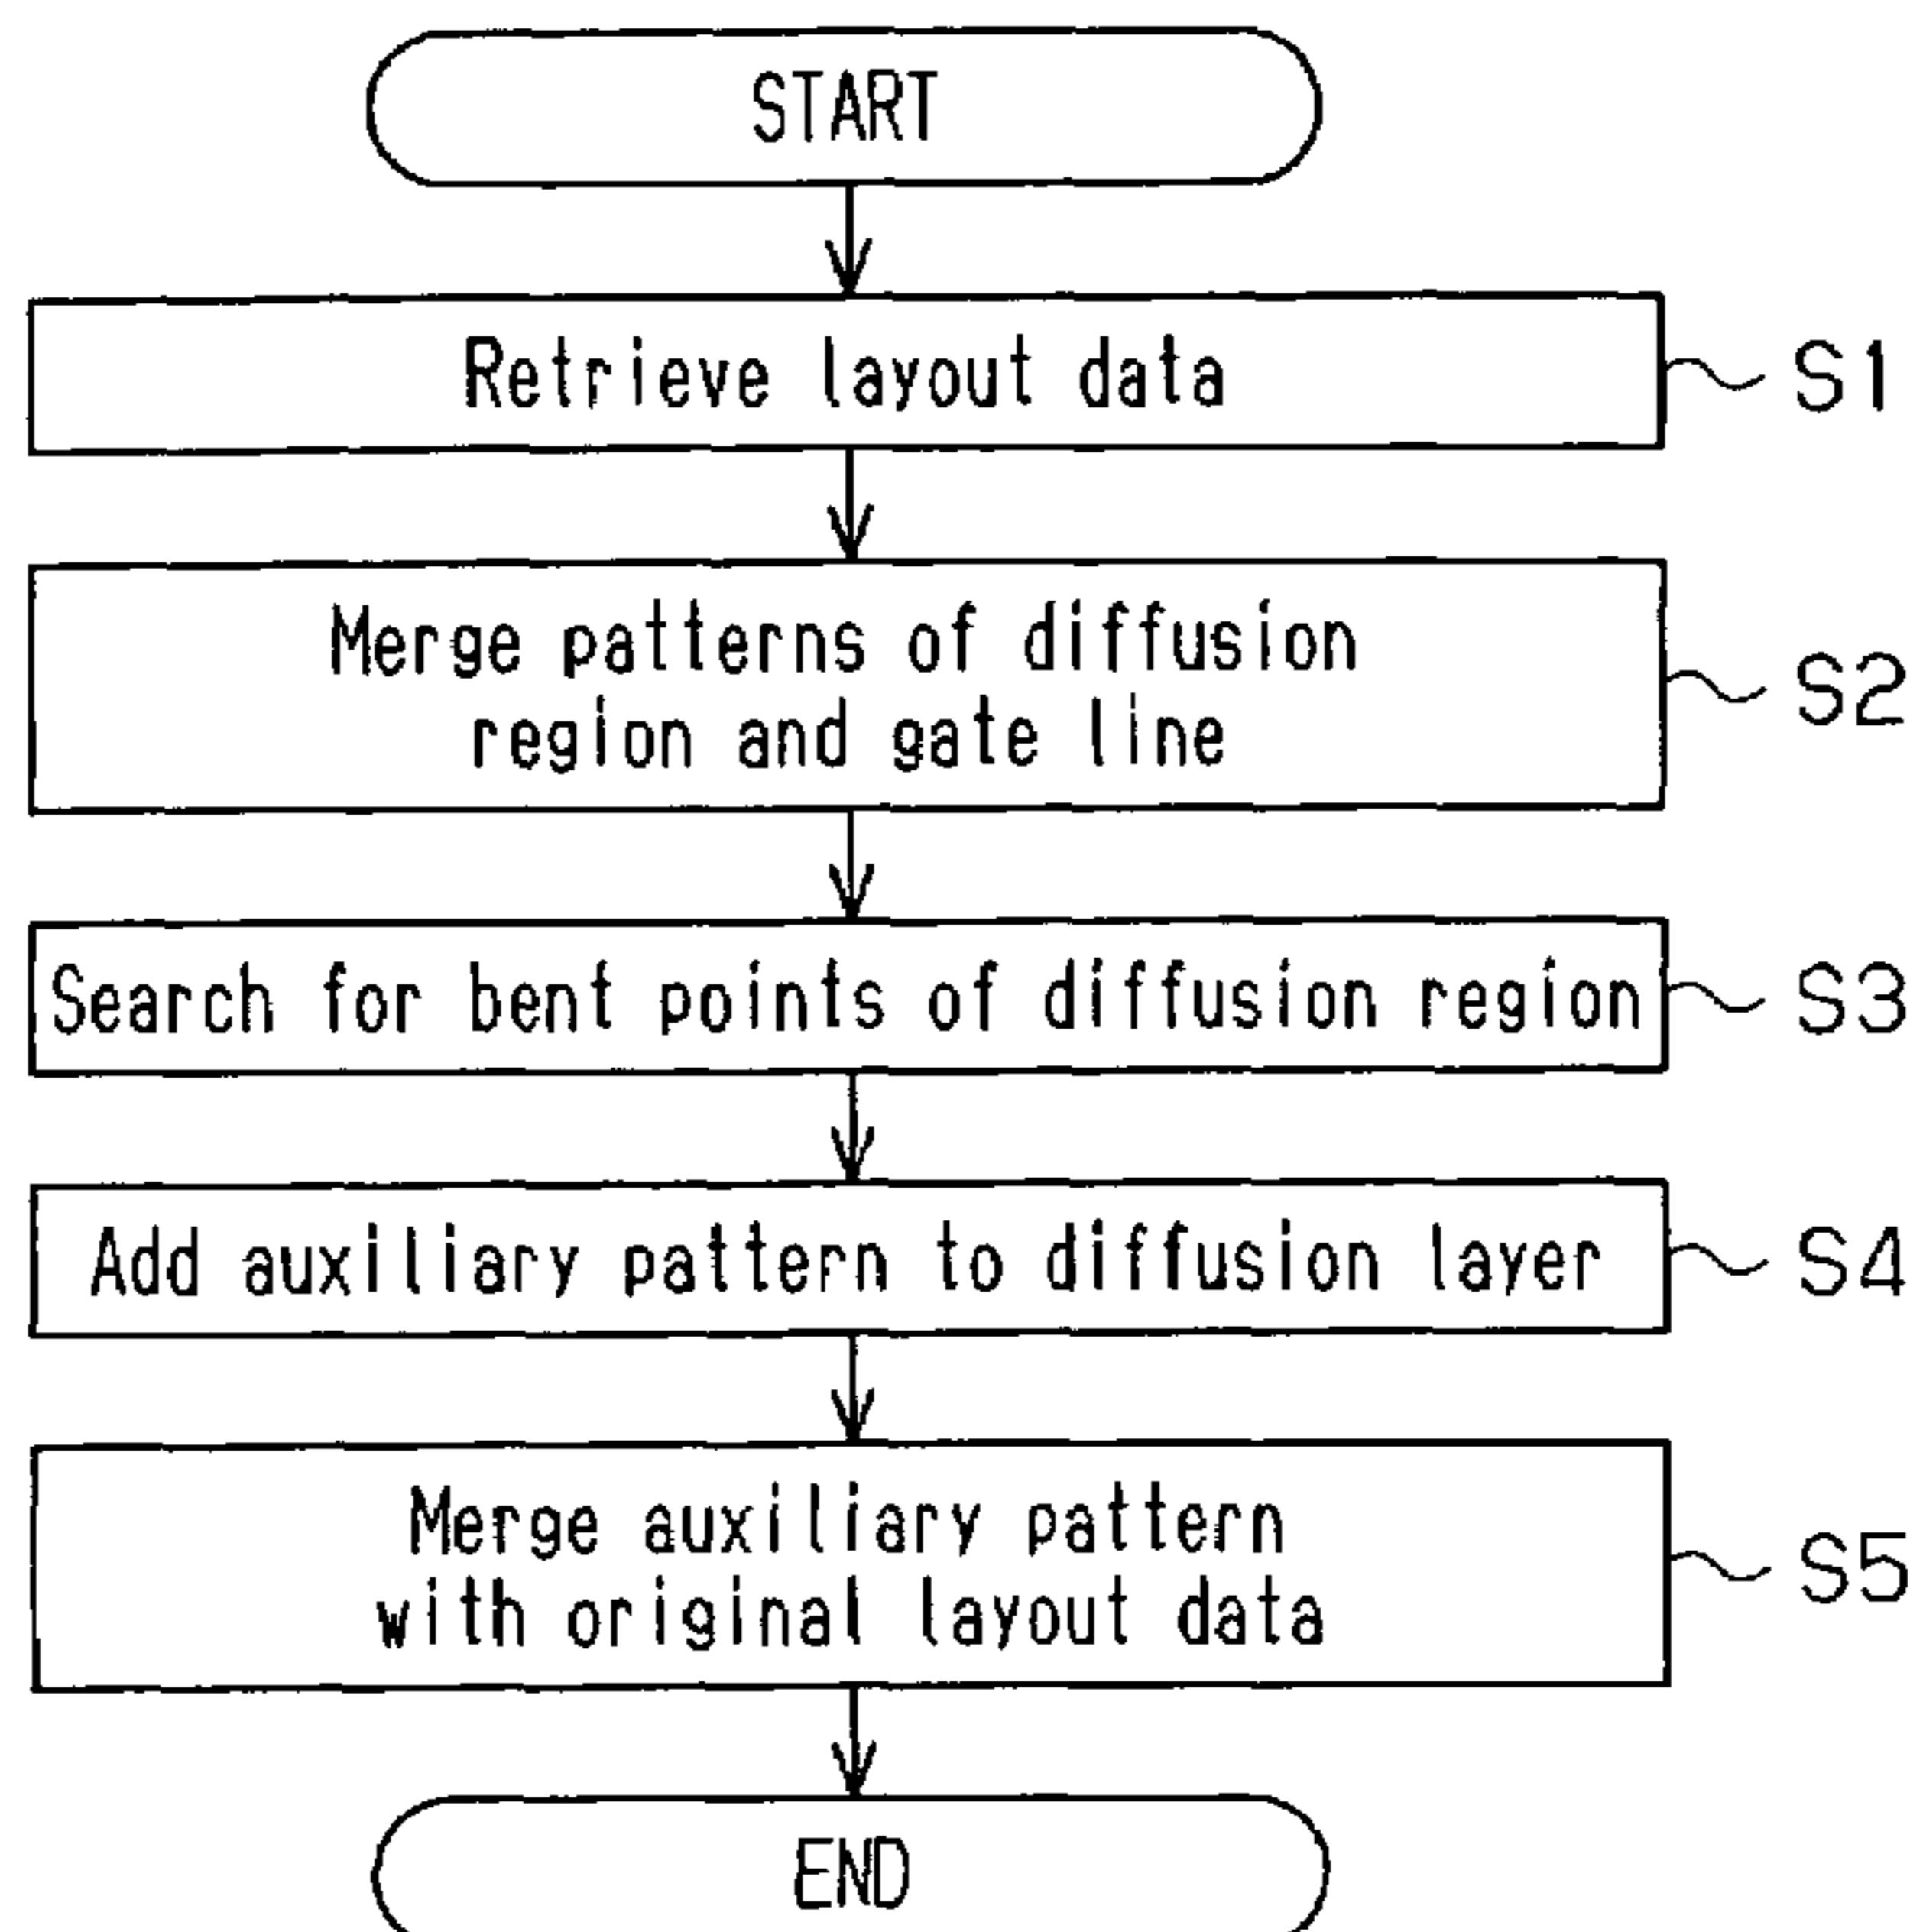 START
Retrieve layout data
S1
Merge patterns of diffusion
region and gate line
S2
Search for bent points of diffusion region
S3
Add auxiliary pattern to diffusion layer
S4
Merge auxiliary pattern
with original layout data
S5
END